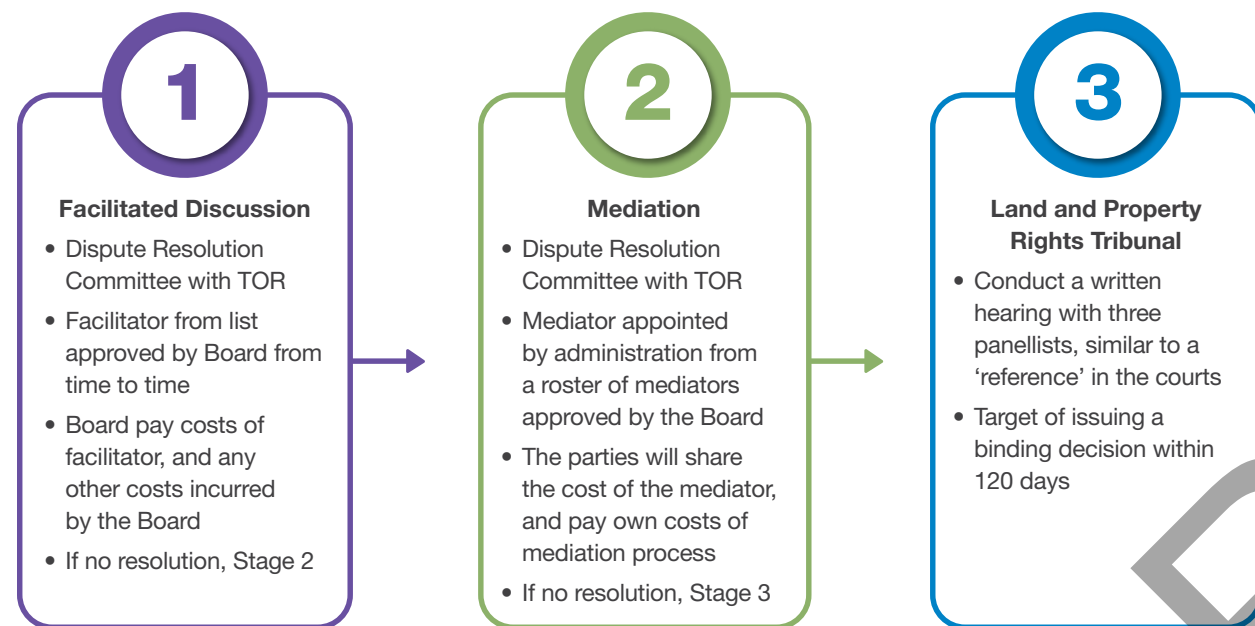 1
Facilitated Discussion
• Dispute Resolution
Committee with TOR
• Facilitator from list
approved by Board from
time to time
• Board pay costs of
facilitator, and any
other costs incurred
by the Board
• If no resolution, Stage 2
2
Mediation
• Dispute Resolution
Committee with TOR
• Mediator appointed
by administration from
a roster of mediators
approved by the Board
• The parties will share
the cost of the mediator,
and pay own costs of
mediation process
• If no resolution, Stage 3
3
Land and Property
Rights Tribunal
• Conduct a written
hearing with three
panellists, similar to a
‘reference’ in the courts
• Target of issuing a
binding decision within
120 days